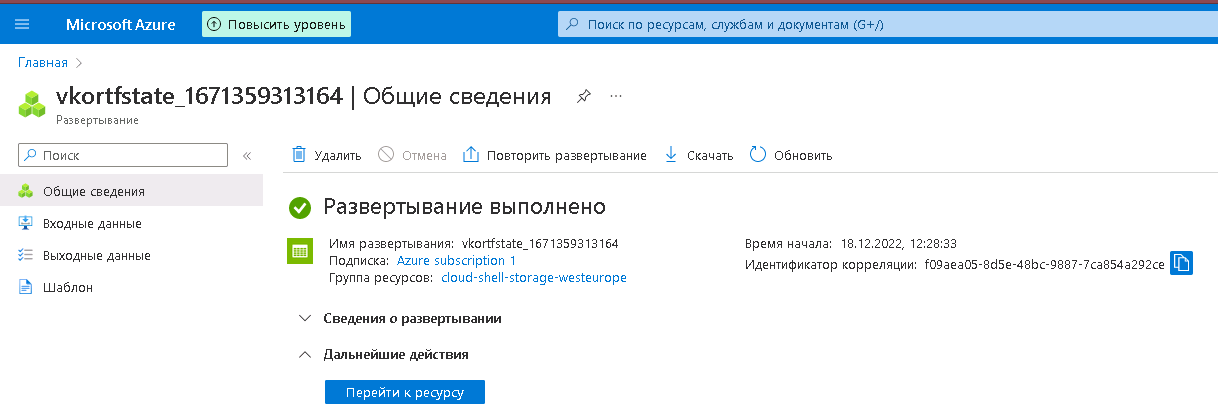 Microsoft Azure
Повысить уровень
Поиск по ресурсам, службам и документам (G+/)
Главная
vkortfstate_1671359313164 | Общие сведения
Развертывание
Поиск
Удалить
Отмена
Повторить развертывание
Скачать
Обновить
Общие сведения
Входные данные
Выходные данные
Шаблон
Развертывание выполнено
Имя развертывания: vkortfstate_1671359313164
Подписка: Azure subscription 1
Группа ресурсов: cloud-shell-storage-westeurope
Время начала: 18.12.2022, 12:28:33
Идентификатор корреляции: f09aea05-8d5e-48bc-9887-7ca854a292ce
Сведения о развертывании
Дальнейшие действия
Перейти к ресурсу